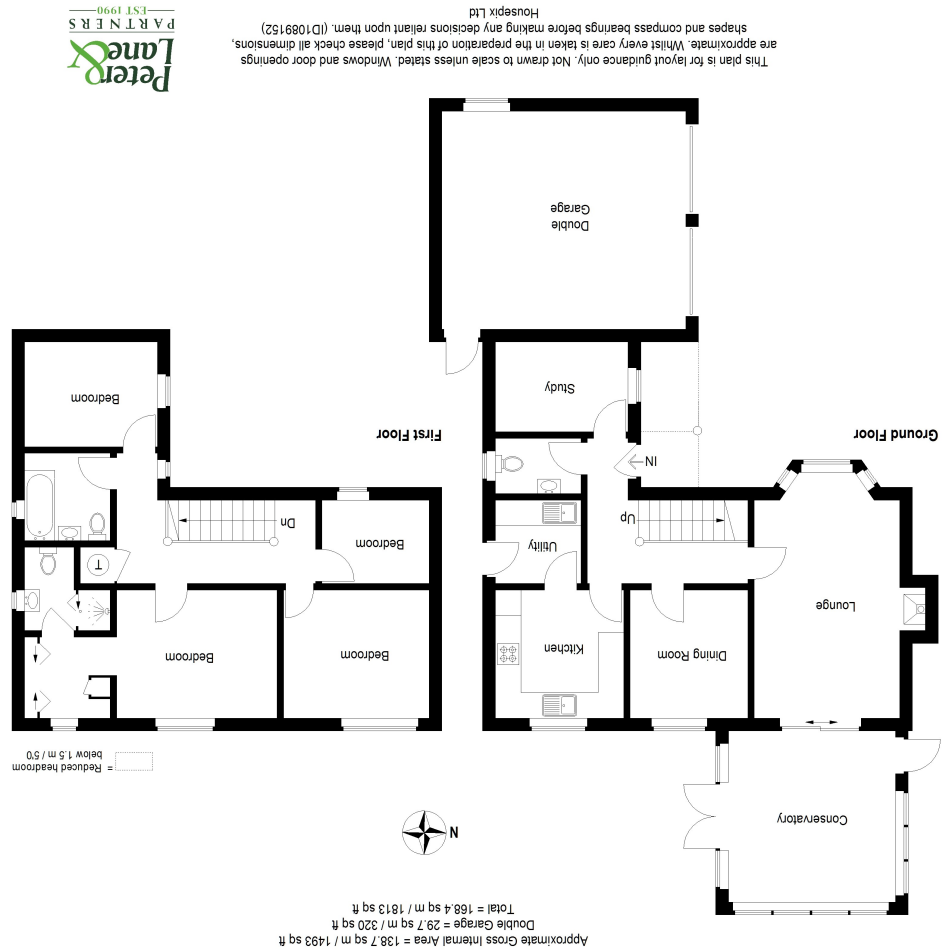 Approximate Gross Internal Area = 138.7 sq m / 1493 sq ft
Double Garage = 29.7 sq m / 320 sq ft
Total = 168.4 sq m / 1813 sq ft
N
= Reduced headroom
below 1.5 m / 5'0
Conservatory
Lounge
Dining Room
Kitchen
Utility
Up
IN
Study
Ground Floor
Double
Garage
Bedroom
Bedroom
Bedroom
T
Dn
Bedroom
First Floor
This plan is for layout guidance only. Not drawn to scale unless stated. Windows and door openings
are approximate. Whilst every care is taken in the preparation of this plan, please check all dimensions,
shapes and compass bearings before making any decisions reliant upon them. (ID1089152)
Housepix Ltd
Peter &
Lane
PARTNERS
EST 1990